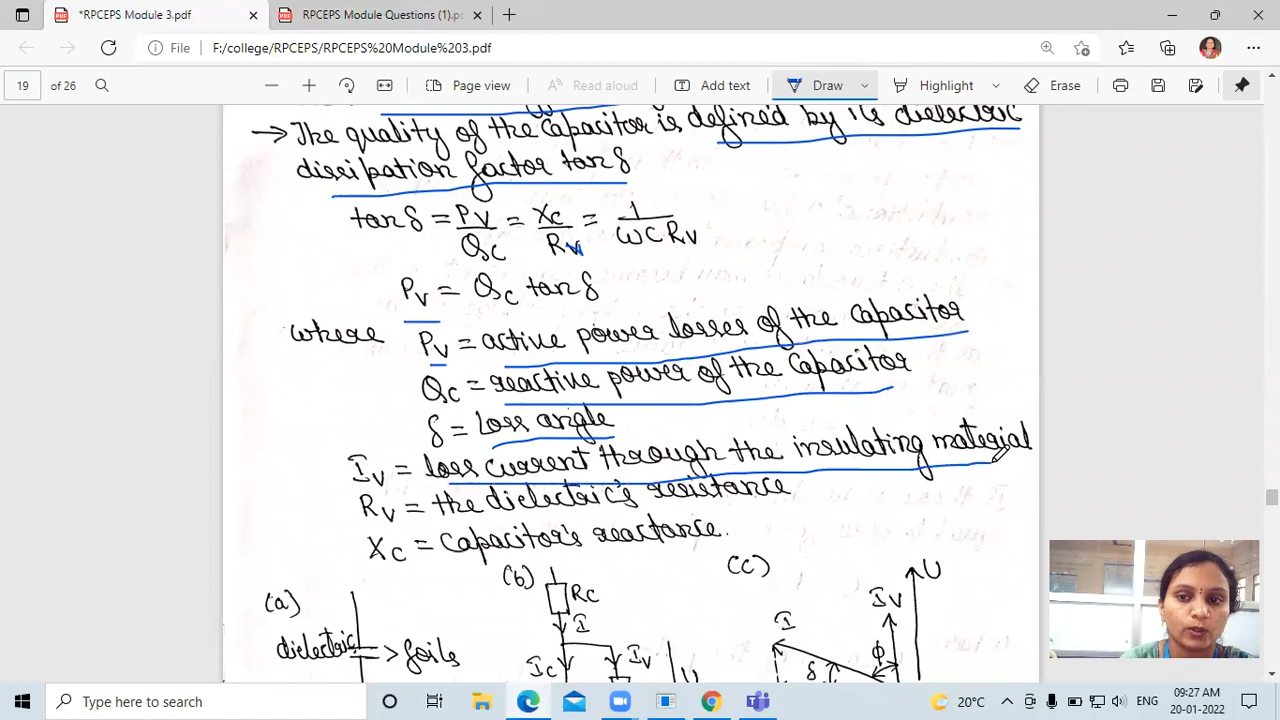 *RPCEPS Module 3.pdf
RPCEPS Module Questions (1).p
File F:/college/RPCEPS/RPCEPS%20Module%203.pdf
19 of 26 Page view Read aloud Add text Draw Highlight Erase
→ The quality of the capacitor is defined by its dielectric
dissipation factor tan δ
tan δ = Pv/Qc = Xc/Rv = 1/ωCRv
Pv = Qc tan δ
where Pv = active power losses of the capacitor
Qc = reactive power of the capacitor
δ = Loss angle
Iv = loss current through the insulating material
Rv = the dielectric's resistance
Xc = Capacitor's reactance.
(a) (b) (c)
Rc U
I Iv I
dielectric > foils Ic Iv δ ϕ
Type here to search
20°C ENG 09:27 AM
20-01-2022